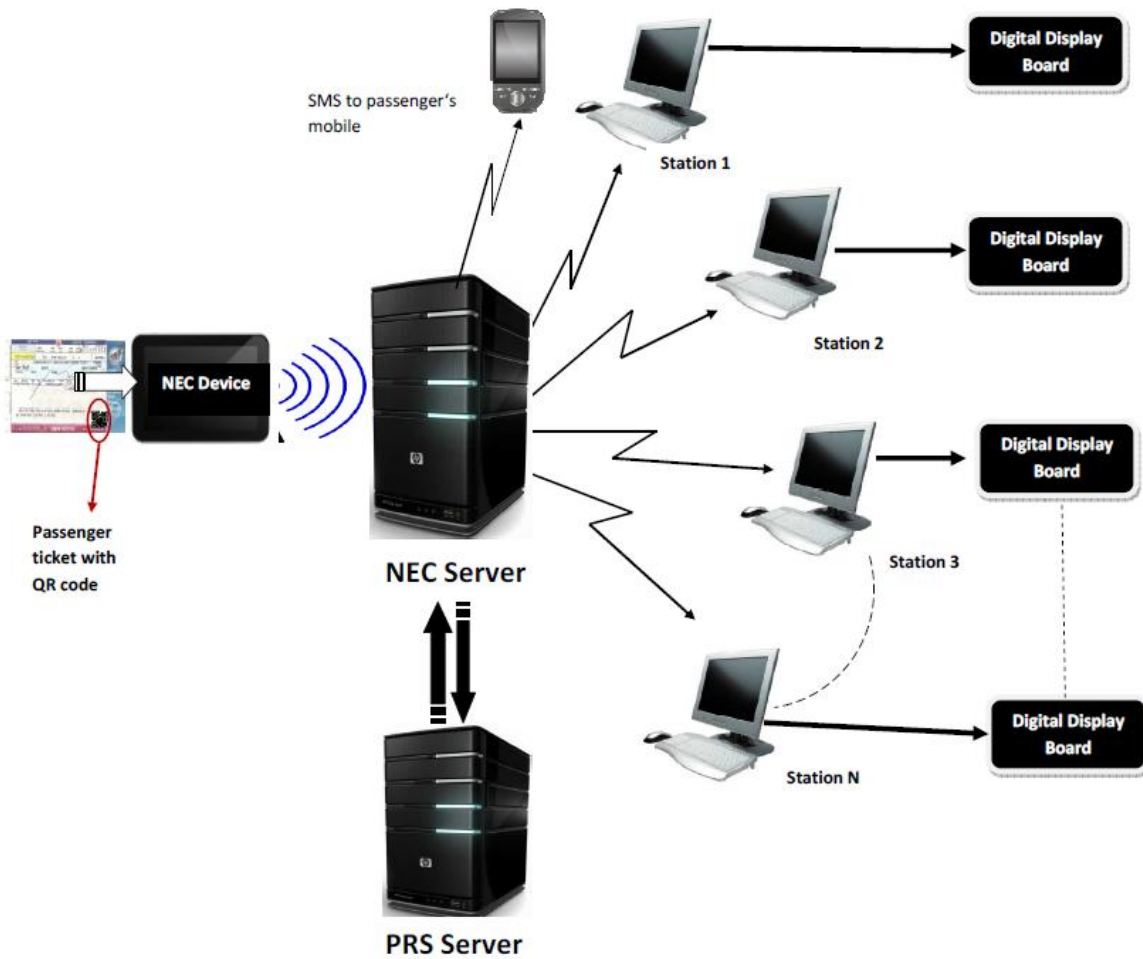 SMS to passenger's
mobile
Station 1
Digital Display
Board
Station 2
Digital Display
Board
NEC Device
Passenger
ticket with
QR code
NEC Server
Station 3
Digital Display
Board
Station N
Digital Display
Board
PRS Server